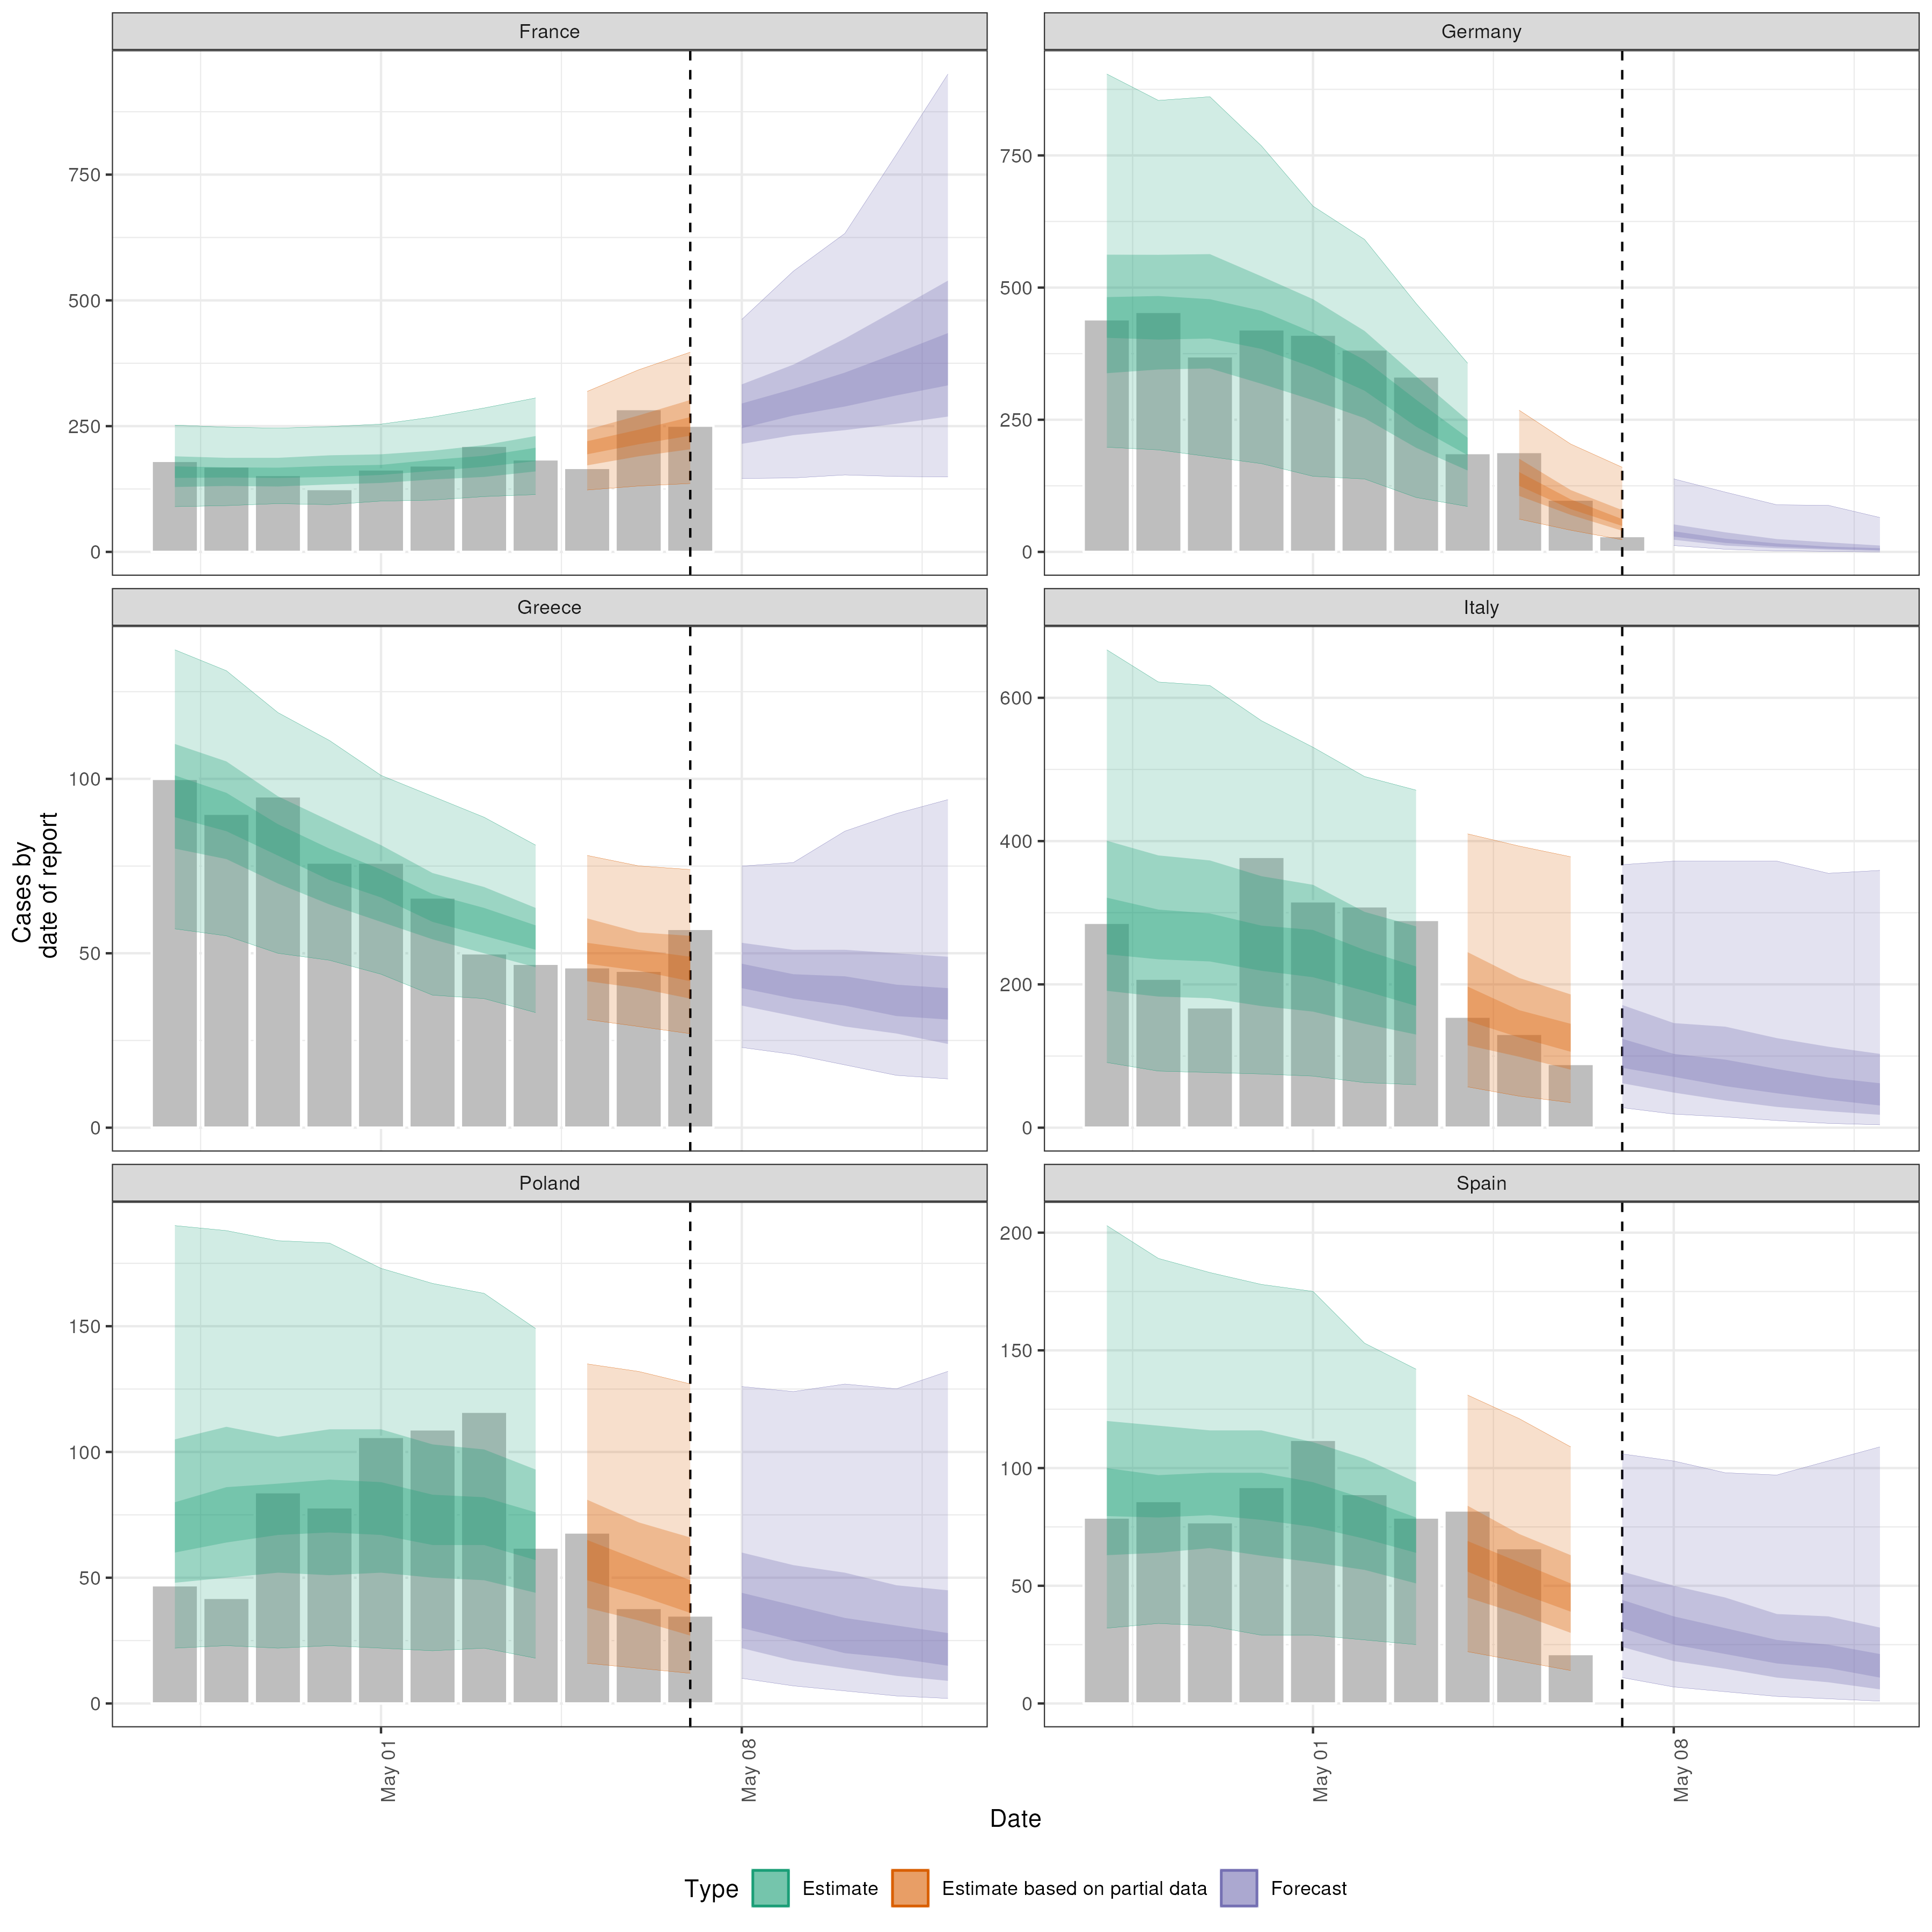 France
Germany
750
500
250
0
750
500
250
0
Greece
Italy
100
50
0
600
400
200
0
Poland
Spain
150
100
50
0
200
150
100
50
0
Cases by
date of report
May 01
May 08
May 01
May 08
Date
Type
Estimate
Estimate based on partial data
Forecast